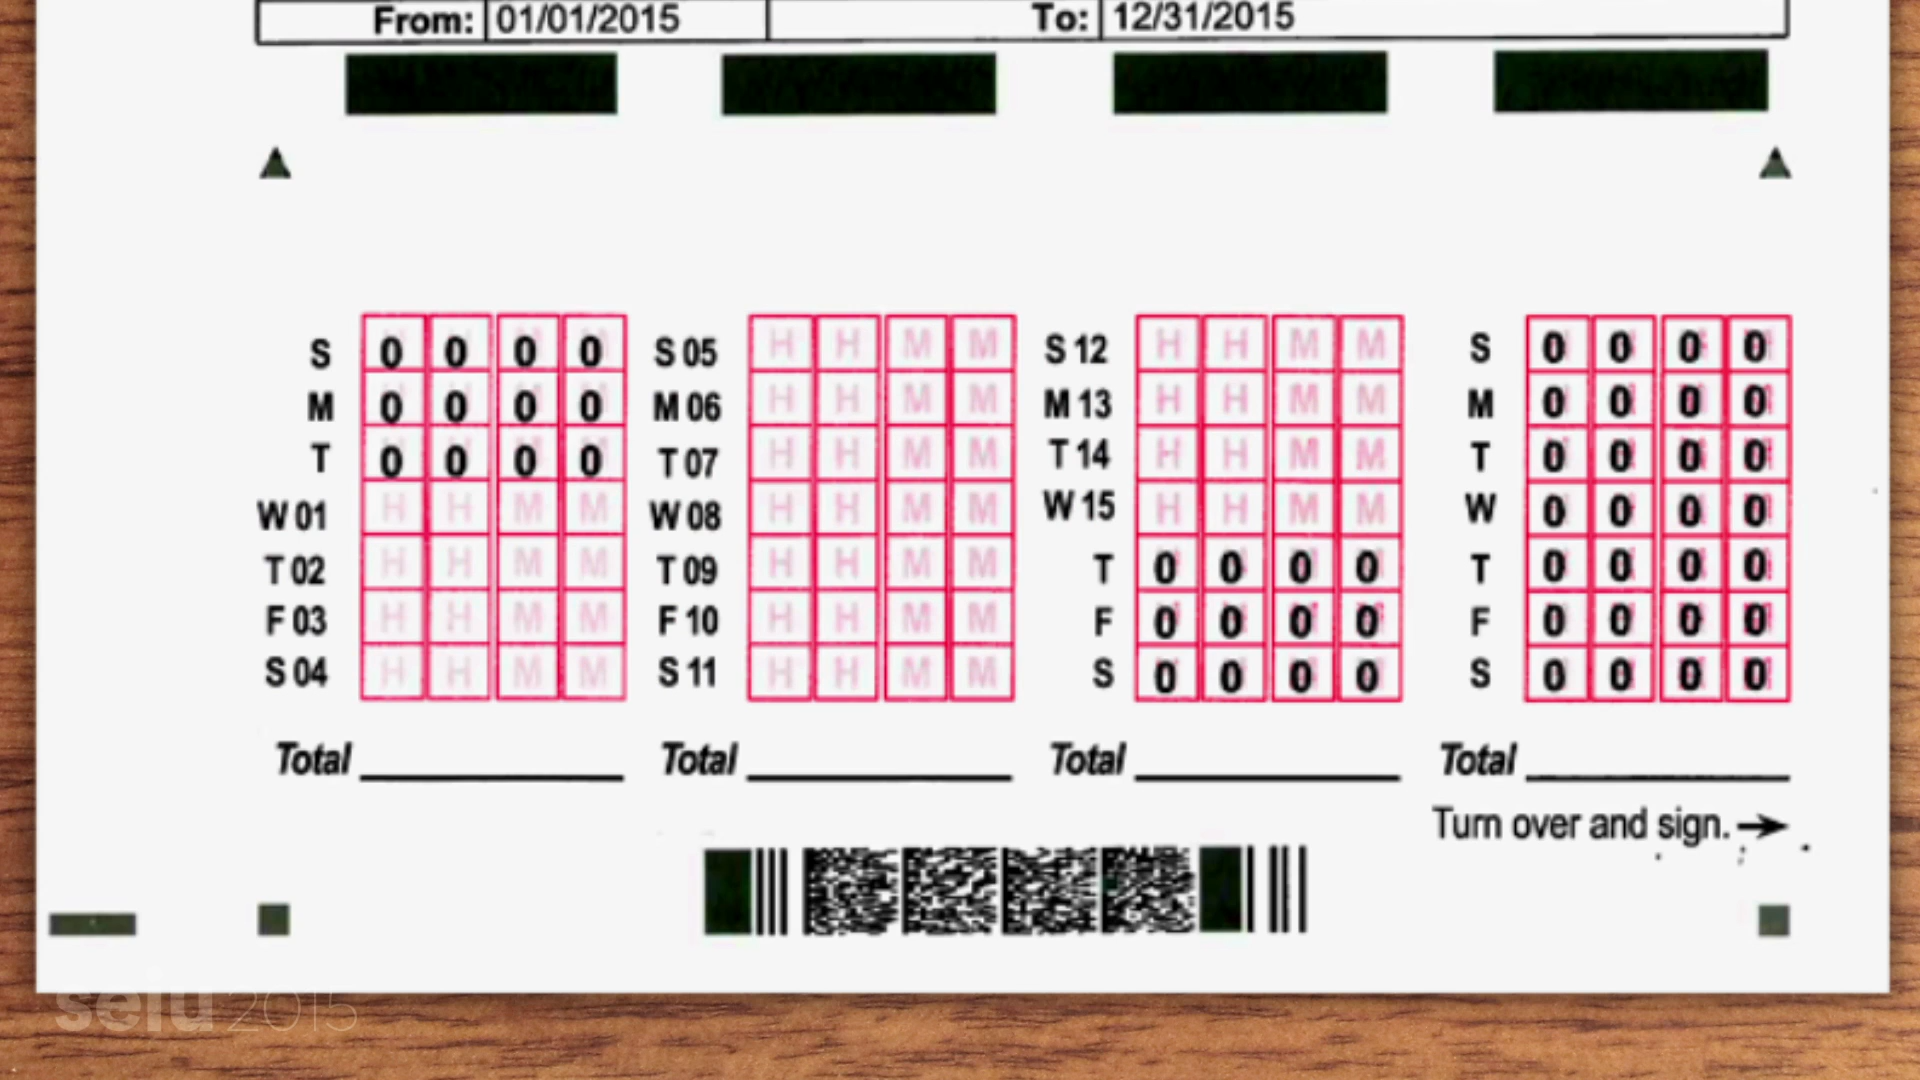 From: 01/01/2015 To: 12/31/2015
S 0 0 0 0 S 05 H H M M S 12 H H M M S 0 0 0 0
M 0 0 0 0 M 06 H H M M M 13 H H M M M 0 0 0 0
T 0 0 0 0 T 07 H H M M T 14 H H M M T 0 0 0 0
W 01 H H M M W 08 H H M M W 15 H H M M W 0 0 0 0
T 02 H H M M T 09 H H M M T 0 0 0 0 T 0 0 0 0
F 03 H H M M F 10 H H M M F 0 0 0 0 F 0 0 0 0
S 04 H H M M S 11 H H M M S 0 0 0 0 S 0 0 0 0
Total Total Total Total
Turn over and sign.
seiu 2015